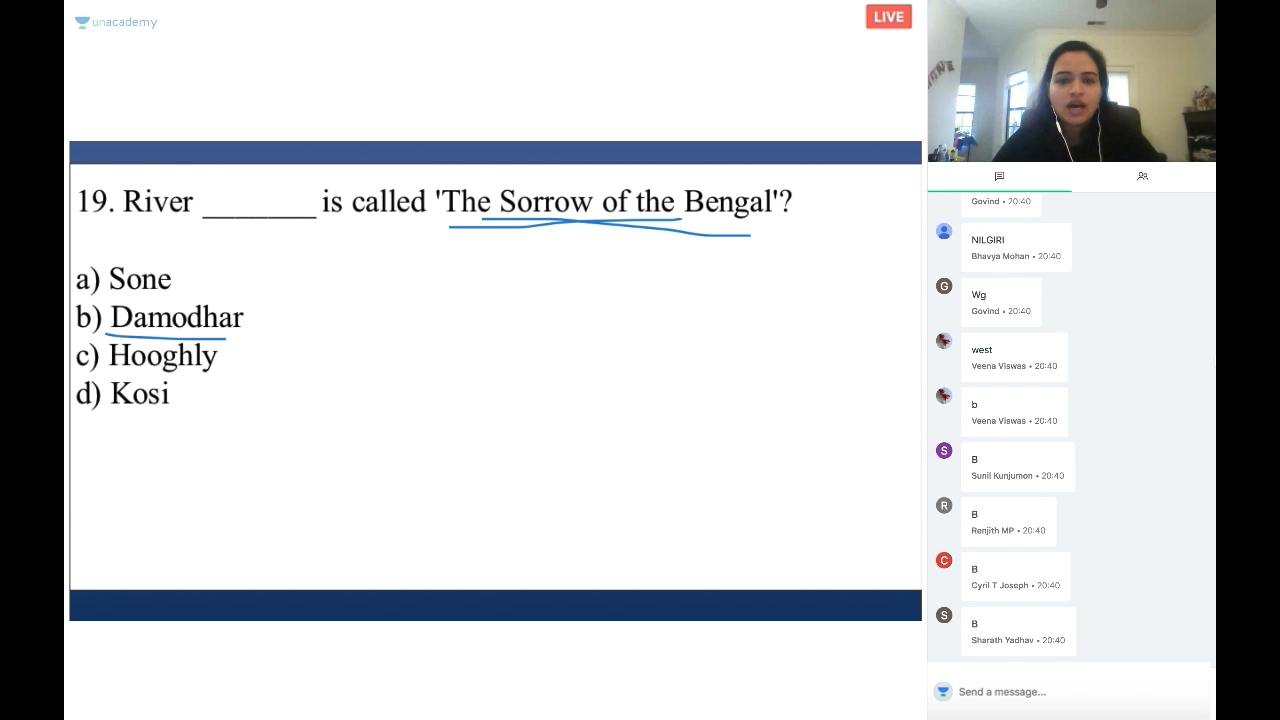 unacademy
LIVE
19. River _______ is called 'The Sorrow of the Bengal'?
a) Sone
b) Damodhar
c) Hooghly
d) Kosi
Govind • 20:40
NILGIRI
Bhavya Mohan • 20:40
G
Wg
Govind • 20:40
west
Veena Viswas • 20:40
b
Veena Viswas • 20:40
S
B
Sunil Kunjumon • 20:40
R
B
Renjith MP • 20:40
C
B
Cyril T Joseph • 20:40
S
B
Sharath Yadhav • 20:40
Send a message...